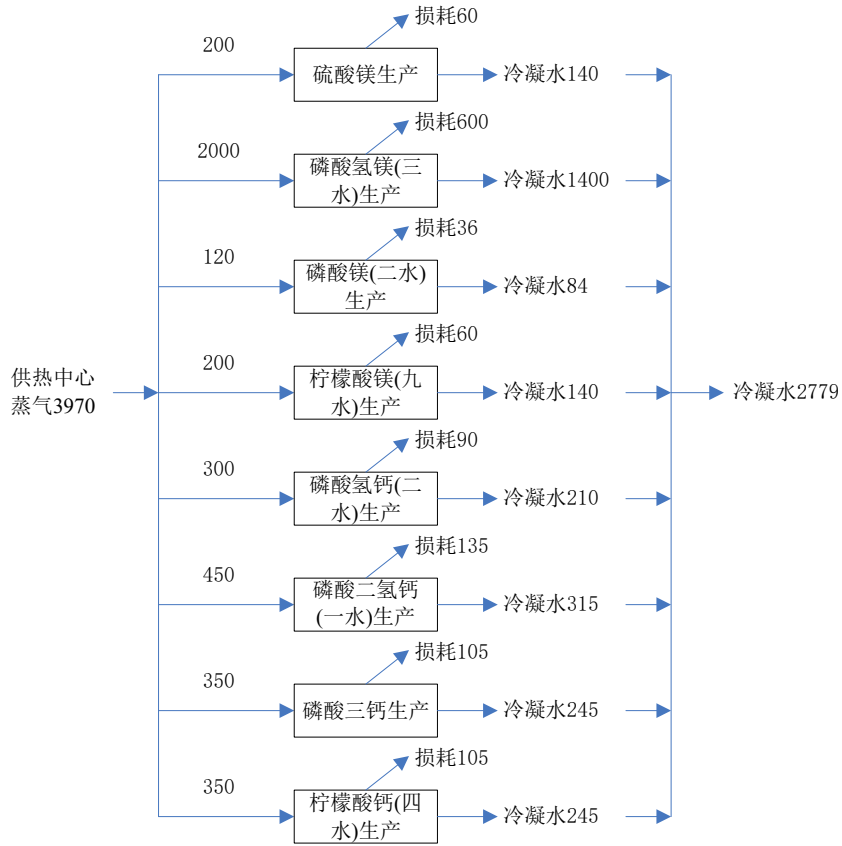 损耗60
200
硫酸镁生产
冷凝水140
损耗600
2000
磷酸氢镁(三
水)生产
冷凝水1400
损耗36
120
磷酸镁(二水)
生产
冷凝水84
损耗60
200
供热中心
蒸气3970
柠檬酸镁(九
水)生产
冷凝水140
冷凝水2779
损耗90
300
磷酸氢钙(二
水)生产
冷凝水210
损耗135
450
磷酸二氢钙
(一水)生产
冷凝水315
损耗105
350
磷酸三钙生产
冷凝水245
损耗105
350
柠檬酸钙(四
水)生产
冷凝水245